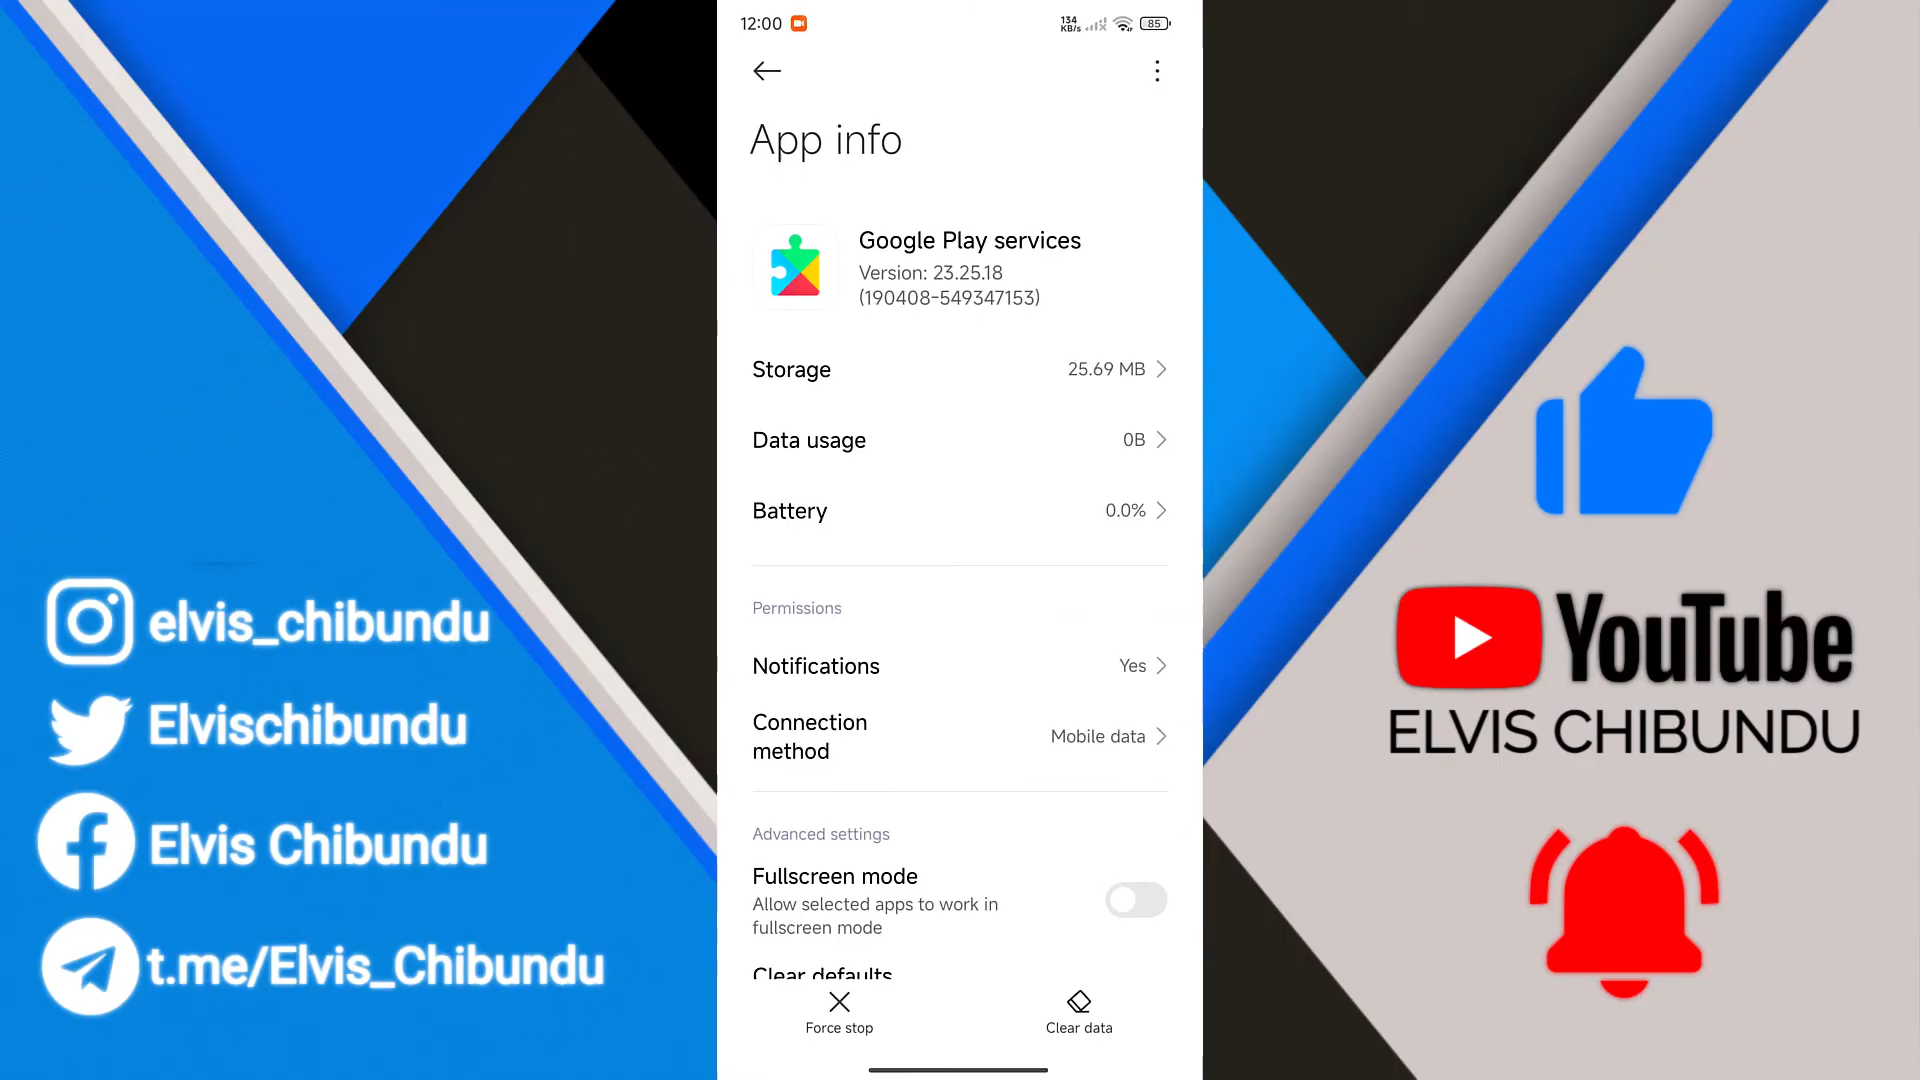 12:00
134
KB/s
85
App info
Google Play services
Version: 23.25.18
(190408-549347153)
Storage
25.69 MB
Data usage
0B
Battery
0.0%
Permissions
Notifications
Yes
Connection
method
Mobile data
Advanced settings
Fullscreen mode
Allow selected apps to work in
fullscreen mode
Clear defaults
Force stop
Clear data
elvis_chibundu
Elvischibundu
Elvis Chibundu
t.me/Elvis_Chibundu
YouTube
ELVIS CHIBUNDU